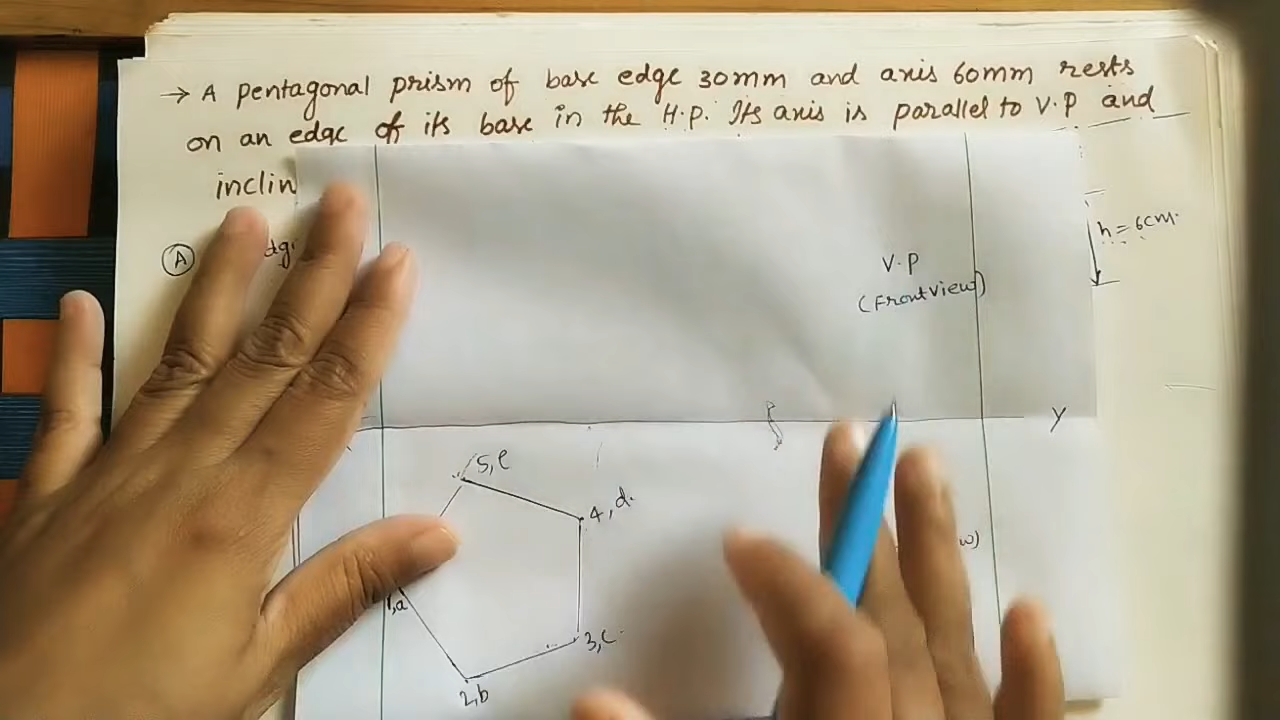 → A pentagonal prism of base edge 30mm and axis 60mm rests
on an edge of its base in the H.P. Its axis is parallel to V.P and
inclin
A dgi
h = 6cm.
V.P
(Front view)
Y
5,e
4,d.
w)
1,a
3,c.
2,b